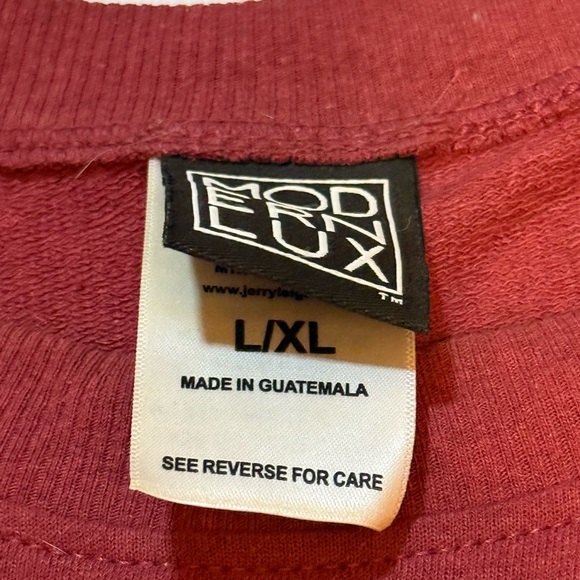 MOD
ERN
LUX
TM
L/XL
MADE IN GUATEMALA
SEE REVERSE FOR CARE